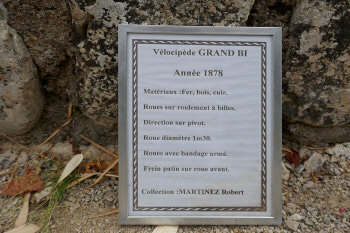 Vélocipède GRAND BI
Année 1878
Matériaux :Fer, bois, cuir.
Roues sur roulement à billes.
Direction sur pivot.
Roue diamètre 1m30.
Roues avec bandage armé.
Frein patin sur roue avant.
Collection :MARTINEZ Robert